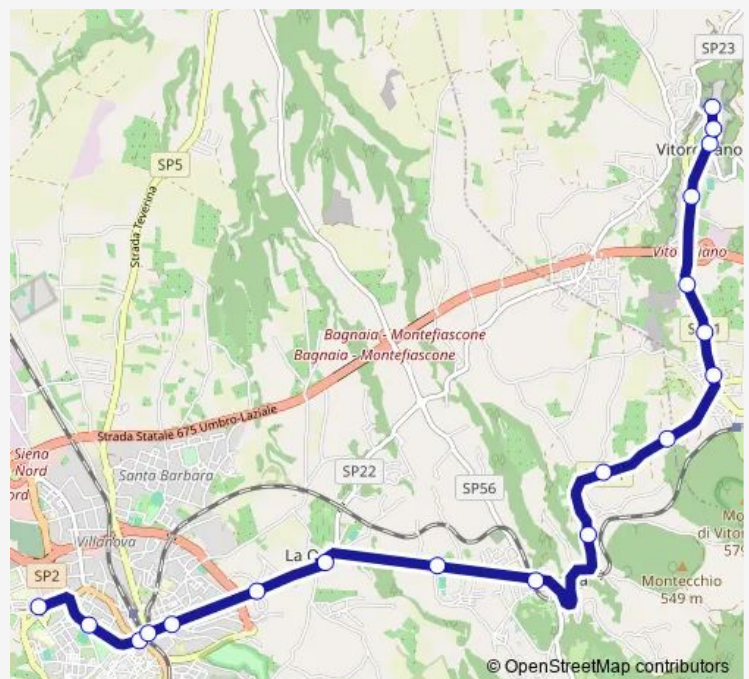 SP23
SP5
Strada Teverina
Bagnaia - Montefiascone
Bagnaia - Montefiascone
Strada Statale 675 Umbro-Laziale
Siena
Nord
Santa Barbara
SP22
SP56
Villanova
SP2
La
Montecchio
549 m
© OpenStreetMap contributors